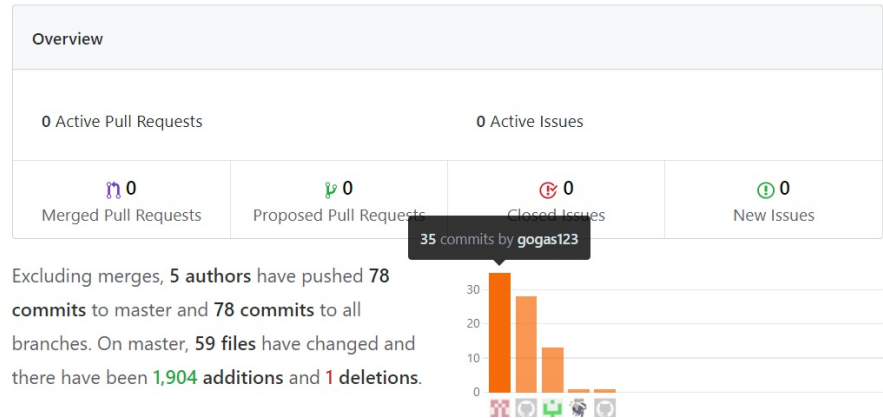 Overview
0 Active Pull Requests
0 Active Issues
0
Merged Pull Requests
0
Proposed Pull Requests
0
Closed Issues
0
New Issues
35 commits by gogas123
Excluding merges, 5 authors have pushed 78
commits to master and 78 commits to all
branches. On master, 59 files have changed and
there have been 1,904 additions and 1 deletions.
30
20
10
0